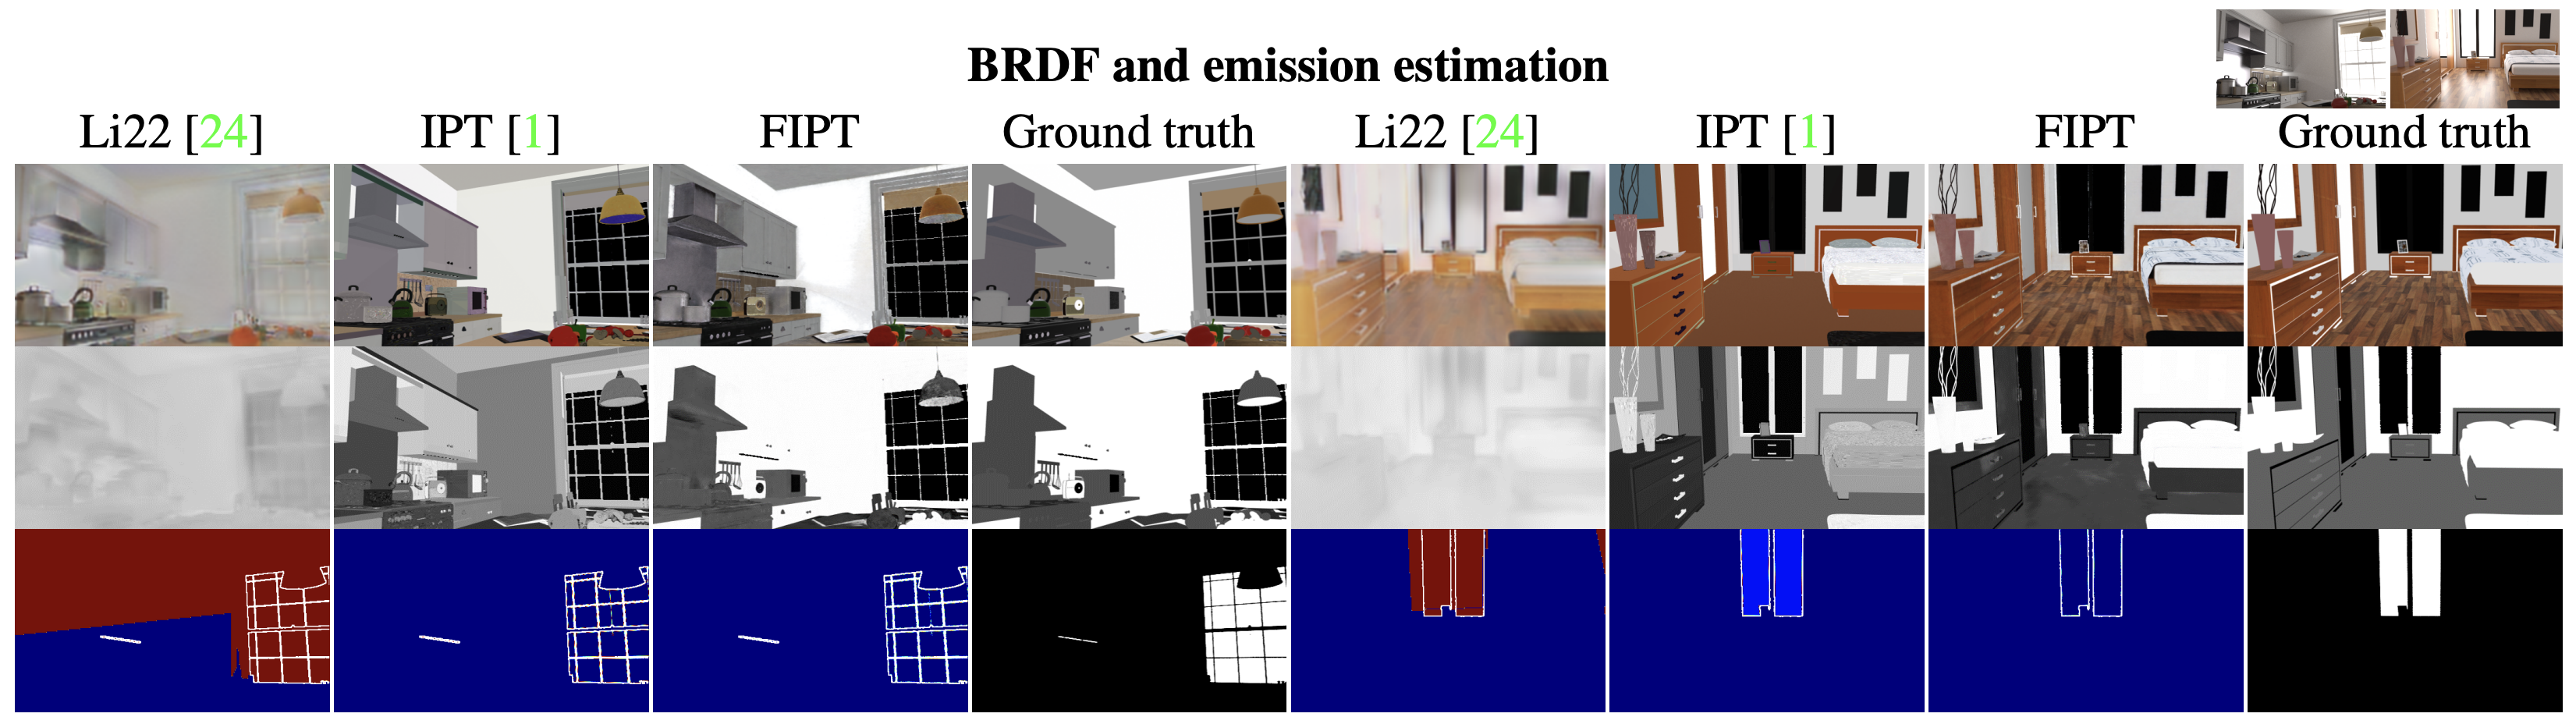 BRDF and emission estimation
Li22 [24] IPT [1] FIPT Ground truth Li22 [24] IPT [1] FIPT Ground truth